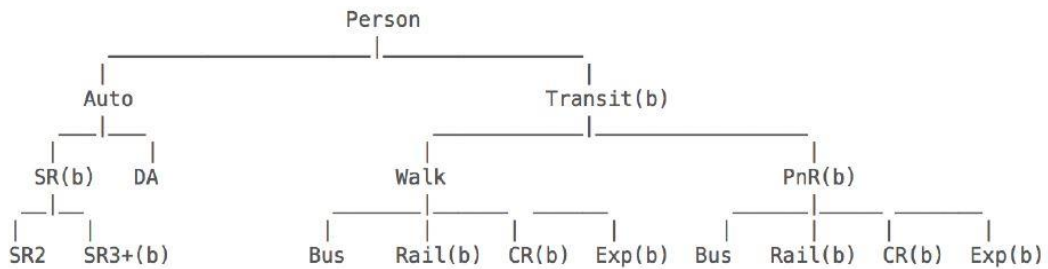 Person
Auto Transit(b)
SR(b) DA Walk PnR(b)
SR2 SR3+(b) Bus Rail(b) CR(b) Exp(b) Bus Rail(b) CR(b) Exp(b)